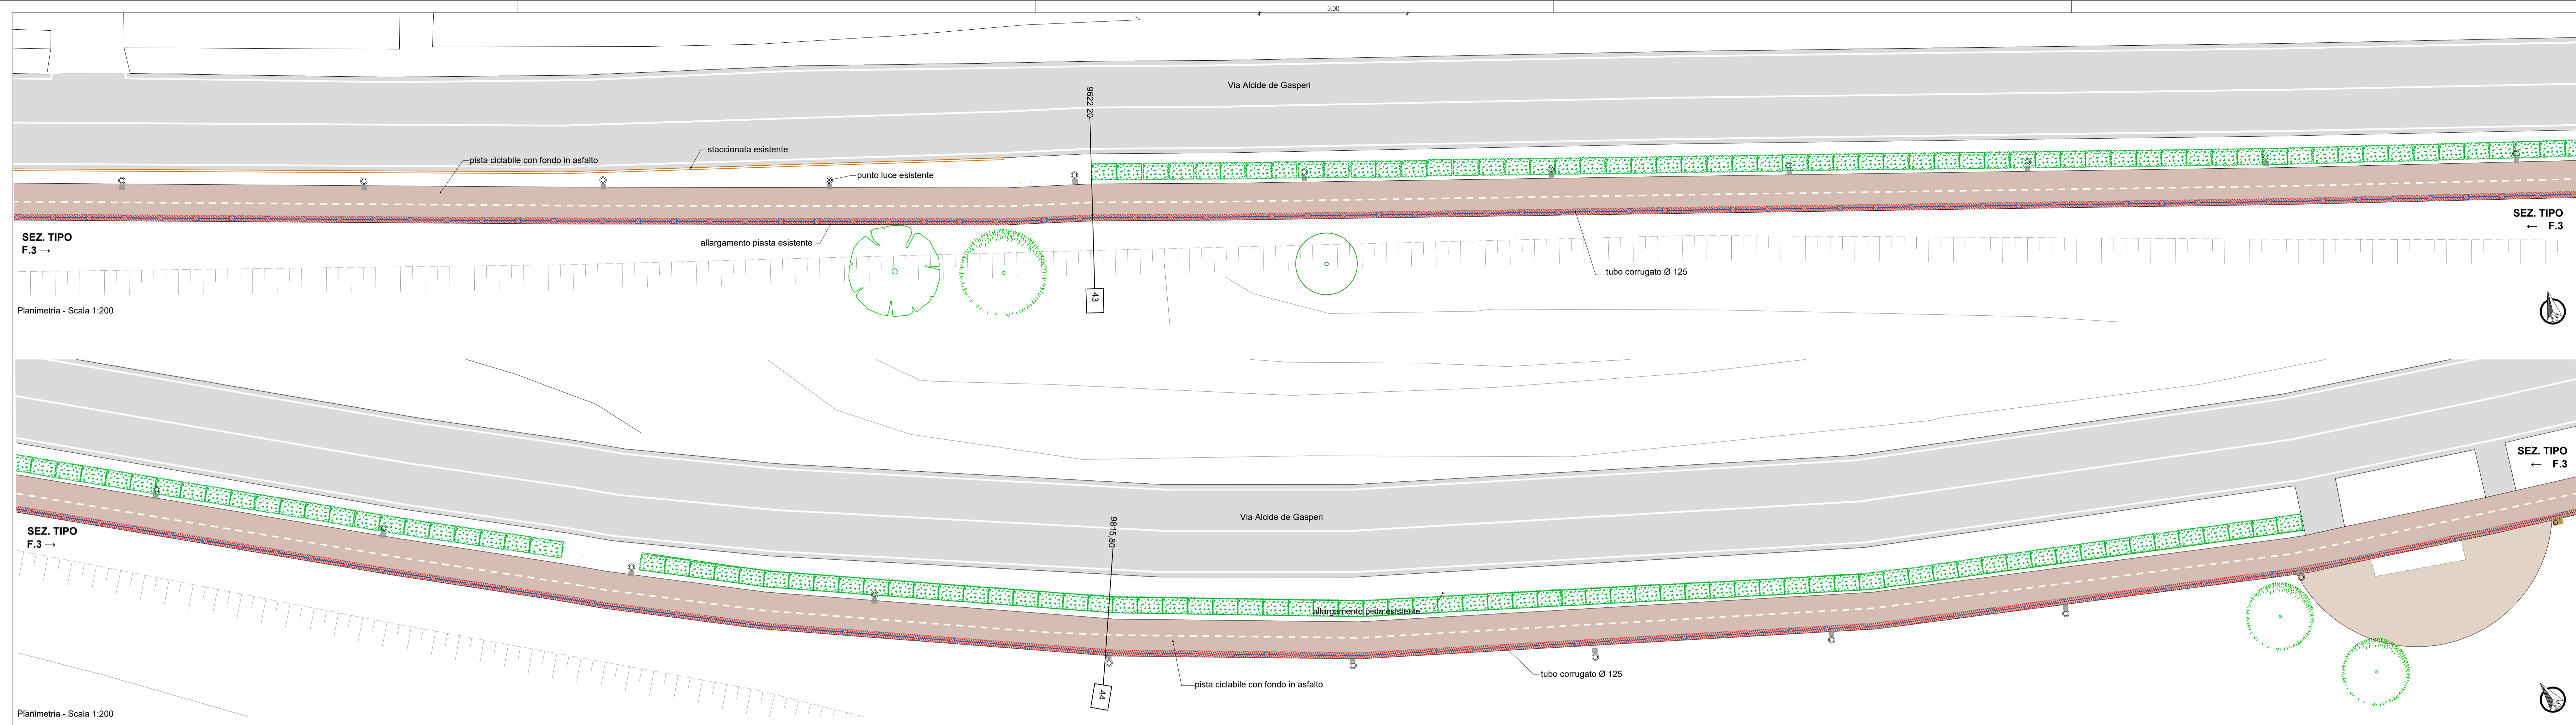 3.00
Via Alcide de Gasperi
9622 20
staccionata esistente
pista ciclabile con fondo in asfalto
punto luce esistente
SEZ. TIPO
F.3 →
allargamento piasta esistente
SEZ. TIPO
← F.3
tubo corrugato Ø 125
43
Planimetria - Scala 1:200
SEZ. TIPO
← F.3
Via Alcide de Gasperi
9815,80
SEZ. TIPO
F.3 →
allargamento pista esistente
tubo corrugato Ø 125
pista ciclabile con fondo in asfalto
44
Planimetria - Scala 1:200